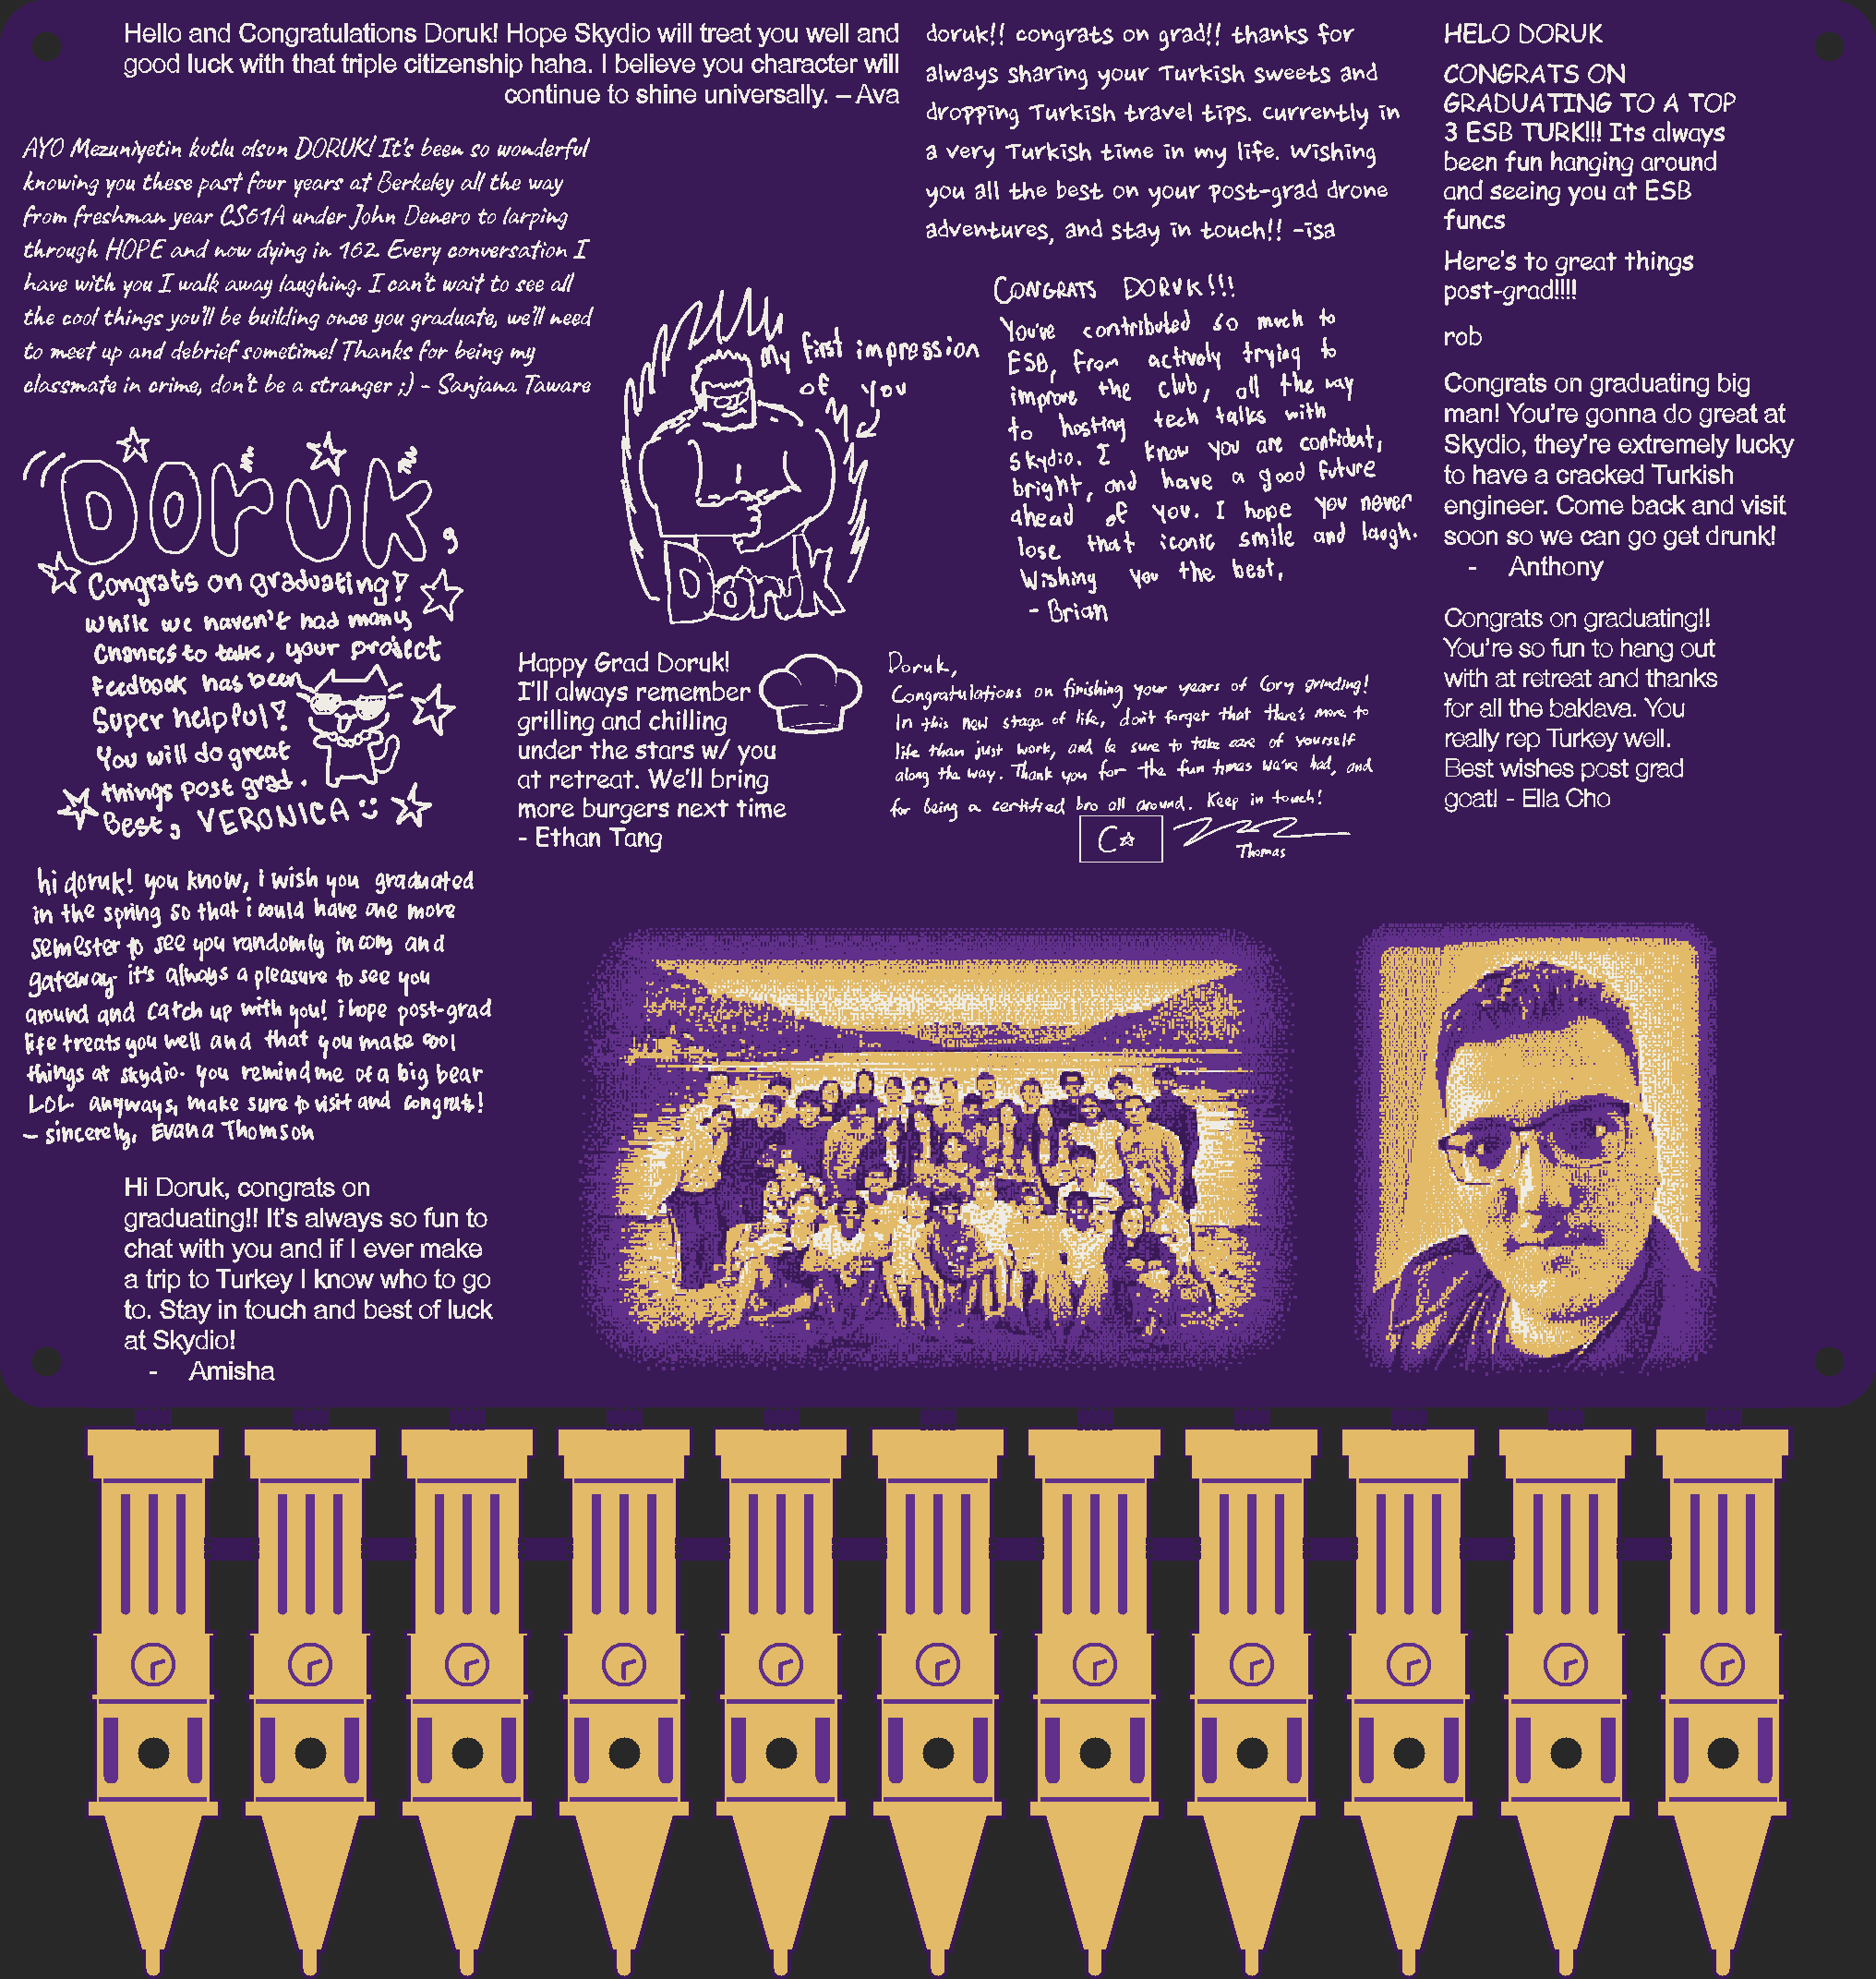 Hello and Congratulations Doruk! Hope Skydio will treat you well and
good luck with that triple citizenship haha. I believe you character will
continue to shine universally. – Ava
AYO Mezuniyetin kutlu olsun DORUK! It's been so wonderful
knowing you these past four years at Berkeley all the way
from freshman year CS61A under John Denero to larping
through HOPE and now dying in 162. Every conversation I
have with you I walk away laughing. I can't wait to see all
the cool things you'll be building once you graduate, we'll need
to meet up and debrief sometime! Thanks for being my
classmate in crime, don't be a stranger ;) - Sanjana Taware
doruk!! congrats on grad!! thanks for
always sharing your Turkish sweets and
dropping Turkish travel tips. currently in
a very Turkish time in my life. wishing
you all the best on your post-grad drone
adventures, and stay in touch!! -isa
HELO DORUK
CONGRATS ON
GRADUATING TO A TOP
3 ESB TURK!!! Its always
been fun hanging around
and seeing you at ESB
funcs
Here's to great things
post-grad!!!!
rob
my first impression
of you
Doruk
CONGRATS DORUK!!!
You've contributed so much to
ESB, from actively trying to
improve the club, all the way
to hosting tech talks with
Skydio. I know you are confident,
bright, and have a good future
ahead of you. I hope you never
lose that iconic smile and laugh.
Wishing you the best,
- Brian
Congrats on graduating big
man! You're gonna do great at
Skydio, they're extremely lucky
to have a cracked Turkish
engineer. Come back and visit
soon so we can go get drunk!
- Anthony
Doruk,
Congrats on graduating!
While we haven't had many
chances to talk, your project
feedback has been
super helpful!
You will do great
things post grad.
Best, VERONICA :)
Happy Grad Doruk!
I'll always remember
grilling and chilling
under the stars w/ you
at retreat. We'll bring
more burgers next time
- Ethan Tang
Doruk,
Congratulations on finishing your years of Cory grinding!
In this new stage of life, don't forget that there's more to
life than just work, and be sure to take care of yourself
along the way. Thank you for the fun times we've had, and
for being a certified bro all around. Keep in touch!
Thomas
Congrats on graduating!!
You're so fun to hang out
with at retreat and thanks
for all the baklava. You
really rep Turkey well.
Best wishes post grad
goat! - Ella Cho
hi doruk! you know, i wish you graduated
in the spring so that i could have one more
semester to see you randomly in cory and
gateway. it's always a pleasure to see you
around and catch up with you! i hope post-grad
life treats you well and that you make cool
things at skydio. you remind me of a big bear
LOL anyways, make sure to visit and congrats!
– sincerely, Evana Thomson
Hi Doruk, congrats on
graduating!! It's always so fun to
chat with you and if I ever make
a trip to Turkey I know who to go
to. Stay in touch and best of luck
at Skydio!
- Amisha